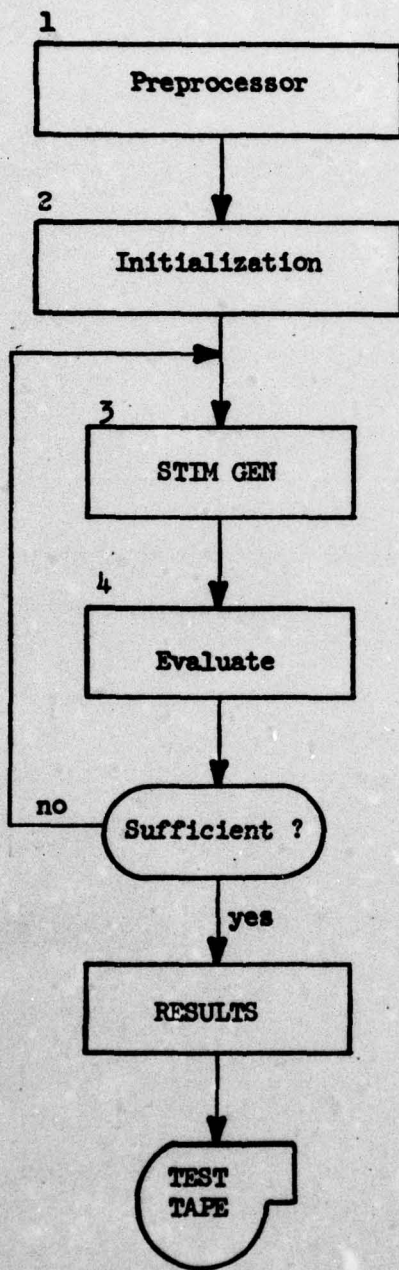 1
Preprocessor
2
Initialization
3
STIM GEN
4
Evaluate
no
Sufficient ?
yes
RESULTS
TEST
TAPE